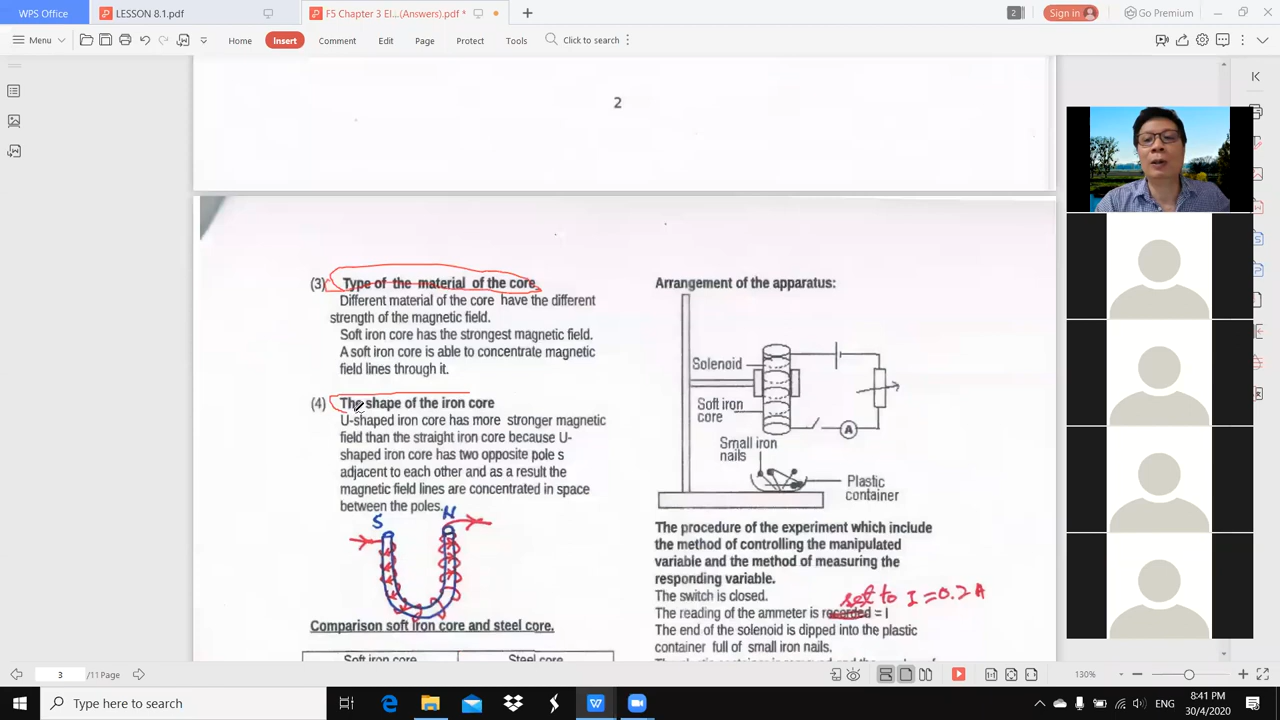 WPS Office
LESSON 8.1.pdf
F5 Chapter 3 El...(Answers).pdf *
2
Sign in
Go Premium
Menu
Home
Insert
Comment
Edit
Page
Protect
Tools
Click to search
2
(3) Type of the material of the core
Different material of the core have the different
strength of the magnetic field.
Soft iron core has the strongest magnetic field.
A soft iron core is able to concentrate magnetic
field lines through it.
(4) The shape of the iron core
U-shaped iron core has more stronger magnetic
field than the straight iron core because U-
shaped iron core has two opposite pole s
adjacent to each other and as a result the
magnetic field lines are concentrated in space
between the poles.
S
N
Comparison soft iron core and steel core.
Soft iron core
Steel core
Arrangement of the apparatus:
Solenoid
Soft iron
core
A
Small iron
nails
Plastic
container
The procedure of the experiment which include
the method of controlling the manipulated
variable and the method of measuring the
responding variable.
The switch is closed.
set to I = 0.2 A
The reading of the ammeter is recorded = I
The end of the solenoid is dipped into the plastic
container full of small iron nails.
3
/11 Page
130%
Type here to search
8:41 PM
30/4/2020